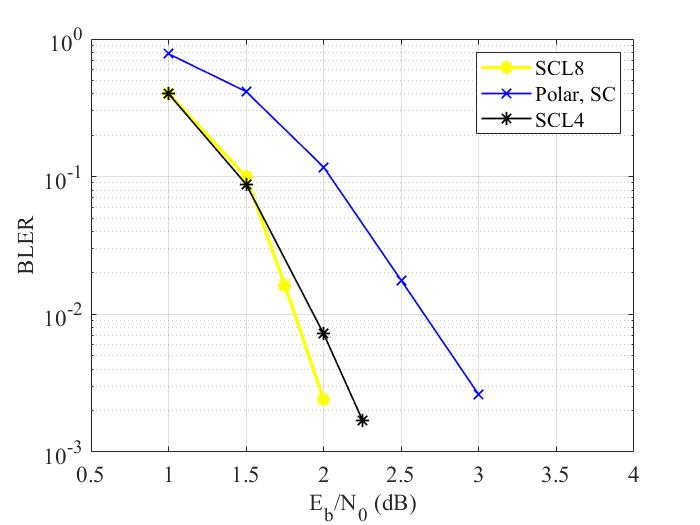 10^0
10^-1
10^-2
10^-3
BLER
0.5 1 1.5 2 2.5 3 3.5 4
E_b/N_0 (dB)
SCL8
Polar, SC
SCL4